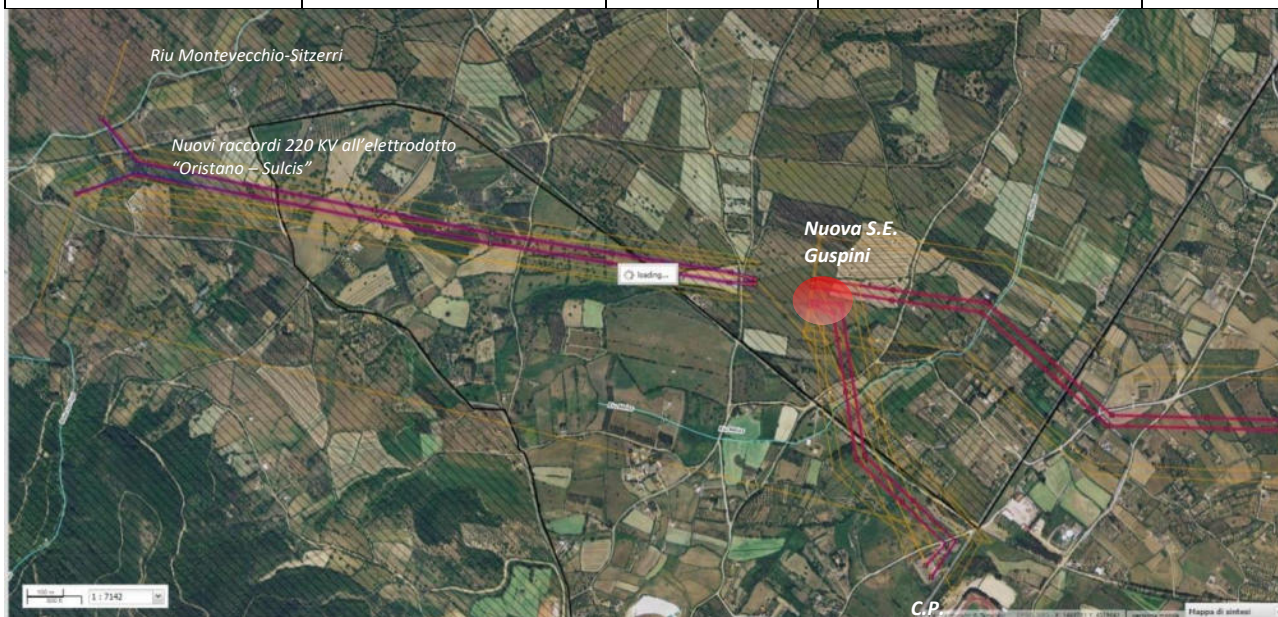 Riu Montevecchio-Sitzerri
Nuovi raccordi 220 KV all'elettrodotto
"Oristano – Sulcis"
Nuova S.E.
Guspini
loading...
1 : 7142
C.P.
Mappa di sintesi